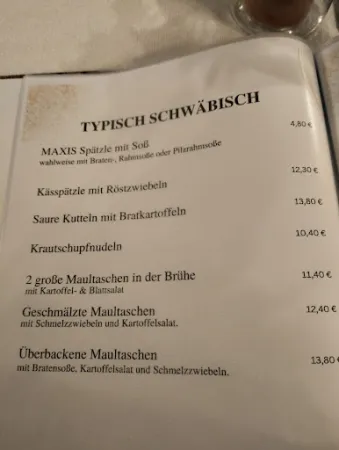 TYPISCH SCHWÄBISCH
MAXIS Spätzle mit Soß 4,80 €
wahlweise mit Braten-, Rahmsoße oder Pilzrahmsoße
Kässpätzle mit Röstzwiebeln 12,30 €
Saure Kutteln mit Bratkartoffeln 13,80 €
Krautschupfnudeln 10,40 €
2 große Maultaschen in der Brühe 11,40 €
mit Kartoffel- & Blattsalat
Geschmälzte Maultaschen 12,40 €
mit Schmelzzwiebeln und Kartoffelsalat.
Überbackene Maultaschen 13,80 €
mit Bratensoße, Kartoffelsalat und Schmelzzwiebeln.